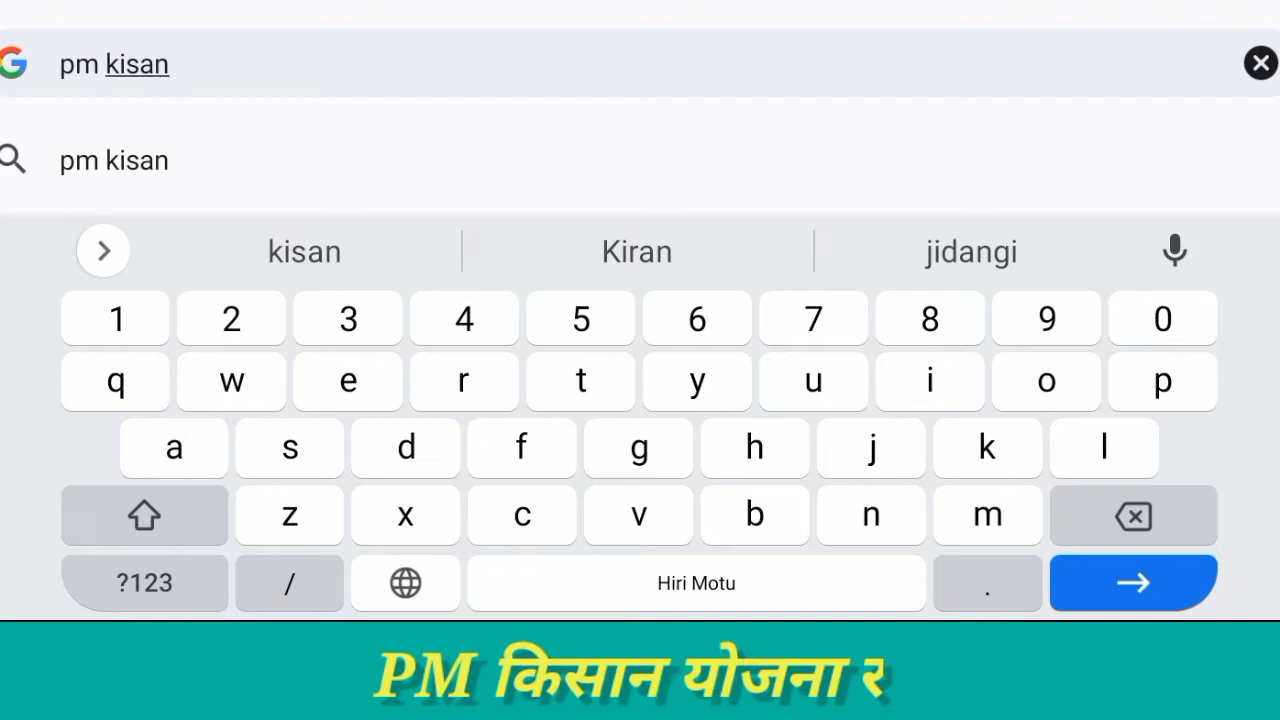 pm kisan
pm kisan
kisan Kiran jidangi
1 2 3 4 5 6 7 8 9 0
q w e r t y u i o p
a s d f g h j k l
z x c v b n m
?123 / Hiri Motu .
PM किसान योजना र